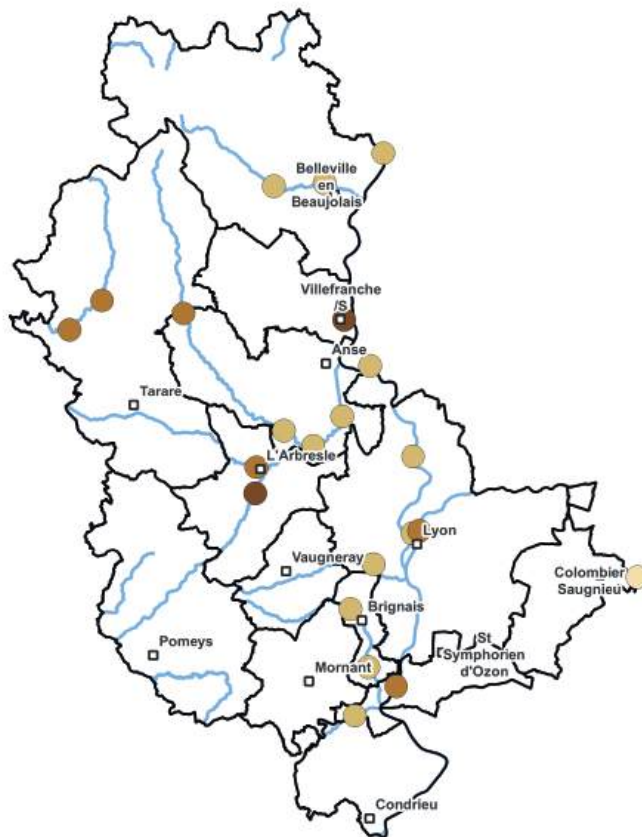 Belleville
en
Beaujolais
Villefranche
/S
Anse
Tarare
L'Arbresle
Lyon
Vaugneray
Colombier
Saugnieu
Brignais
St
Symphorien
d'Ozon
Pomeys
Mornant
Condrieu